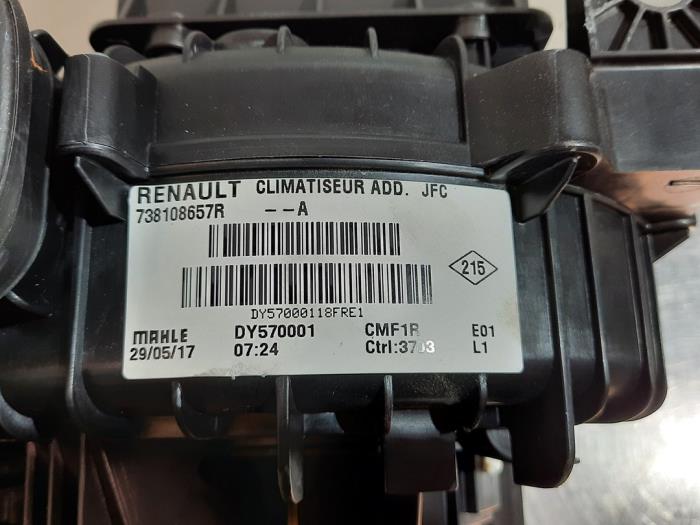 RENAULT CLIMATISEUR ADD. JFC
738108657R --A
215
DY57000118FRE1
MAHLE DY570001 CMF1R E01
29/05/17 07:24 Ctrl:3703 L1